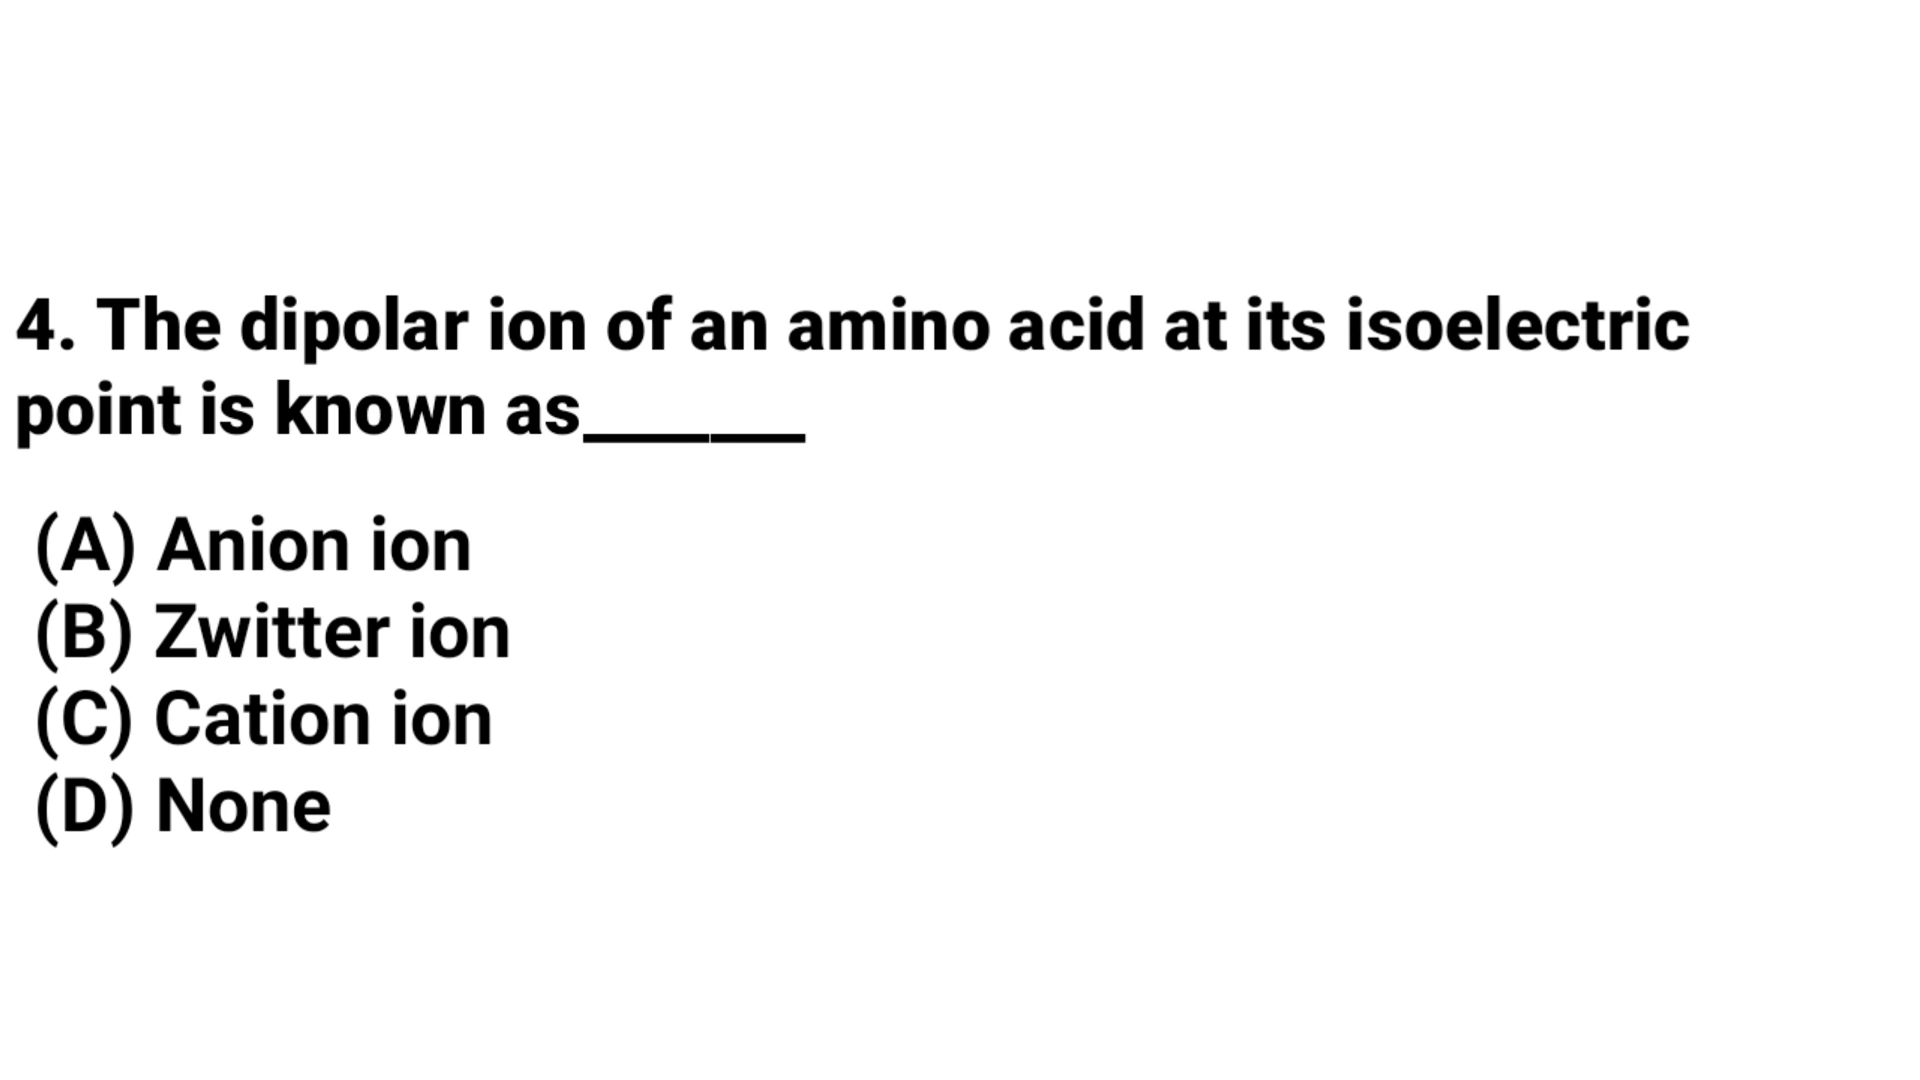 4. The dipolar ion of an amino acid at its isoelectric
point is known as_______
(A) Anion ion
(B) Zwitter ion
(C) Cation ion
(D) None